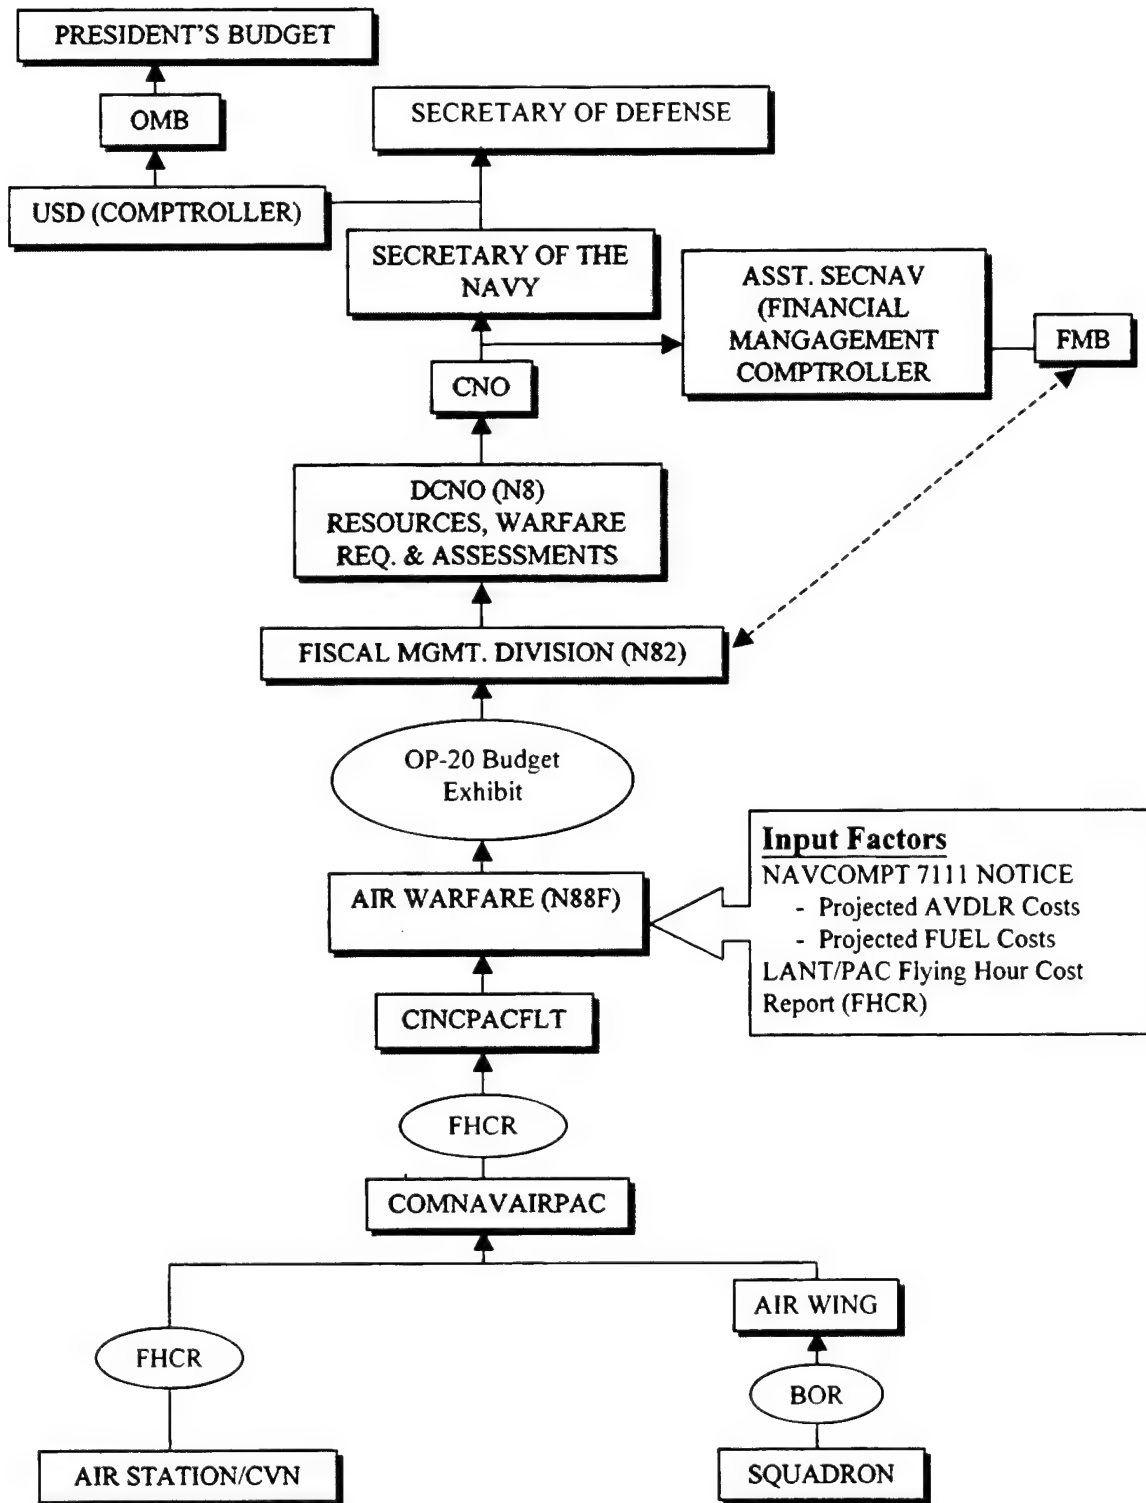 PRESIDENT'S BUDGET
OMB
SECRETARY OF DEFENSE
USD (COMPTROLLER)
SECRETARY OF THE
NAVY
ASST. SECNAV
(FINANCIAL
MANGAGEMENT
COMPTROLLER
FMB
CNO
DCNO (N8)
RESOURCES, WARFARE
REQ. & ASSESSMENTS
FISCAL MGMT. DIVISION (N82)
OP-20 Budget
Exhibit
Input Factors
NAVCOMPT 7111 NOTICE
- Projected AVDLR Costs
- Projected FUEL Costs
LANT/PAC Flying Hour Cost
Report (FHCR)
AIR WARFARE (N88F)
CINCPACFLT
FHCR
COMNAVAIRPAC
AIR WING
FHCR
BOR
AIR STATION/CVN
SQUADRON